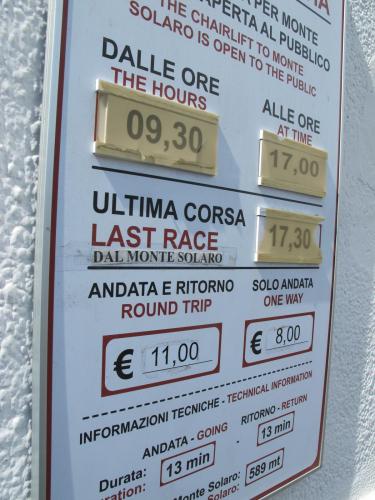 PER MONTE
APERTA AL PUBBLICO
THE CHAIRLIFT TO MONTE
SOLARO IS OPEN TO THE PUBLIC
DALLE ORE
THE HOURS
09,30
ALLE ORE
AT TIME
17,00
ULTIMA CORSA
LAST RACE
DAL MONTE SOLARO
17,30
ANDATA E RITORNO
ROUND TRIP
€ 11,00
SOLO ANDATA
ONE WAY
€ 8,00
INFORMAZIONI TECNICHE - TECHNICAL INFORMATION
ANDATA - GOING
RITORNO - RETURN
Durata: 13 min
13 min
Monte Solaro: 589 mt
Solaro: